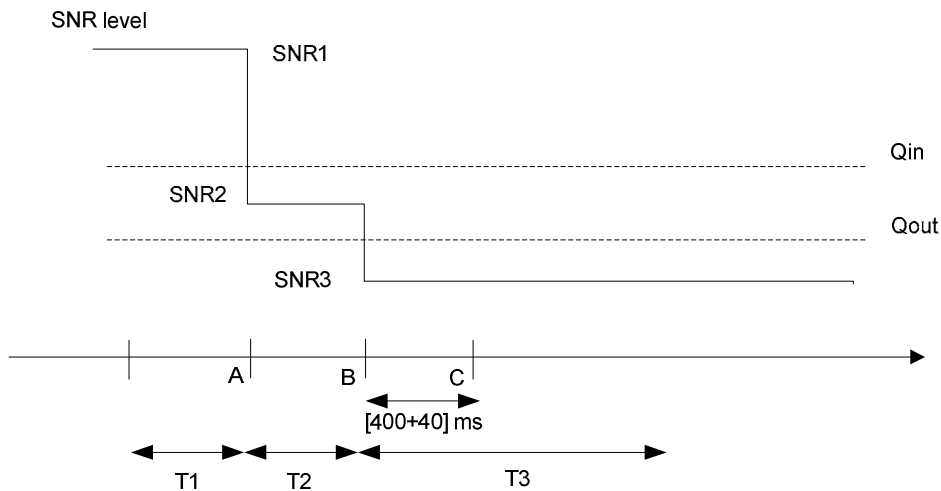 SNR level
SNR1
Qin
SNR2
Qout
SNR3
A
B
C
[400+40] ms
T1
T2
T3